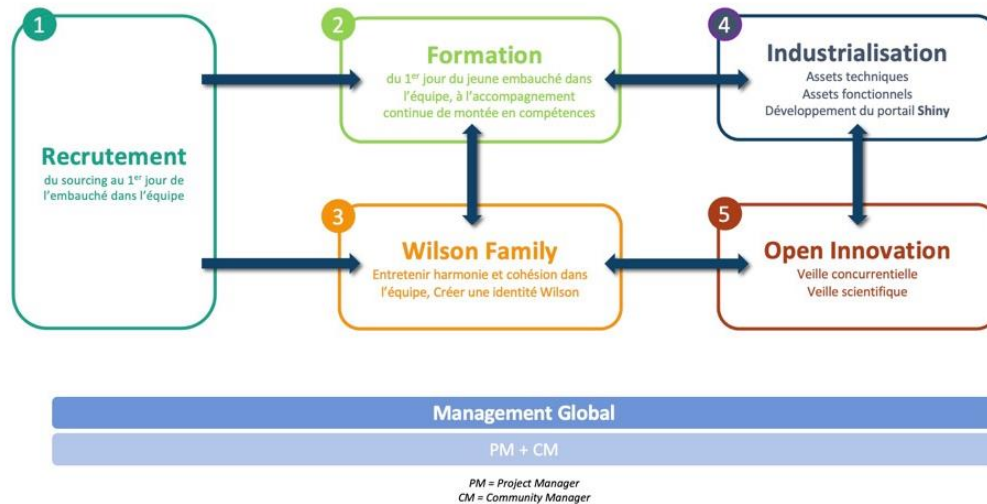 1
Recrutement
du sourcing au 1er jour de
l'embauché dans l'équipe
2
Formation
du 1er jour du jeune embauché dans
l'équipe, à l'accompagnement
continue de montée en compétences
3
Wilson Family
Entretenir harmonie et cohésion dans
l'équipe, Créer une identité Wilson
4
Industrialisation
Assets techniques
Assets fonctionnels
Développement du portail Shiny
5
Open Innovation
Veille concurrentielle
Veille scientifique
Management Global
PM + CM
PM = Project Manager
CM = Community Manager